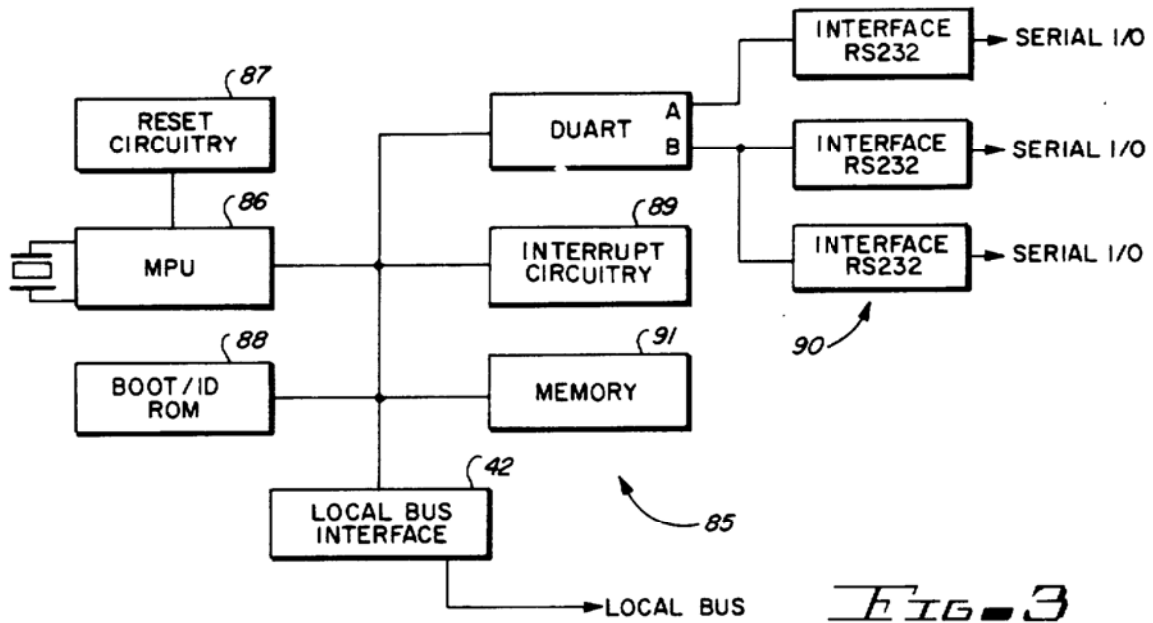 87
RESET
CIRCUITRY
86
MPU
88
BOOT/ID
ROM
42
LOCAL BUS
INTERFACE
LOCAL BUS
DUART
A
B
89
INTERRUPT
CIRCUITRY
91
MEMORY
85
INTERFACE
RS232
SERIAL I/O
INTERFACE
RS232
SERIAL I/O
INTERFACE
RS232
SERIAL I/O
90
FIG-3